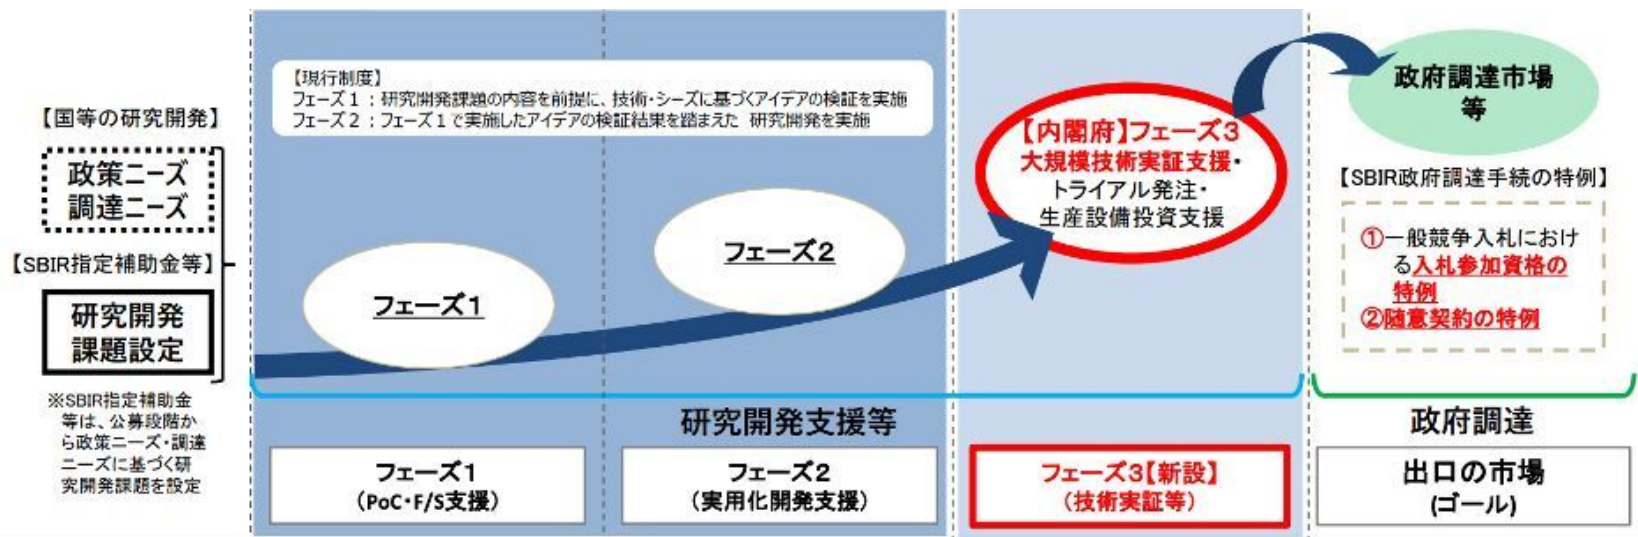 【国等の研究開発】
政策ニーズ
調達ニーズ
【SBIR指定補助金等】
研究開発
課題設定
※SBIR指定補助金
等は、公募段階か
ら政策ニーズ・調達
ニーズに基づく研
究開発課題を設定
【現行制度】
フェーズ1：研究開発課題の内容を前提に、技術・シーズに基づくアイデアの検証を実施
フェーズ2：フェーズ1で実施したアイデアの検証結果を踏まえた 研究開発を実施
フェーズ1
フェーズ2
【内閣府】フェーズ3
大規模技術実証支援・
トライアル発注・
生産設備投資支援
政府調達市場
等
【SBIR政府調達手続の特例】
①一般競争入札におけ
る入札参加資格の
特例
②随意契約の特例
研究開発支援等
政府調達
フェーズ1
(PoC・F/S支援)
フェーズ2
(実用化開発支援)
フェーズ3【新設】
(技術実証等)
出口の市場
(ゴール)